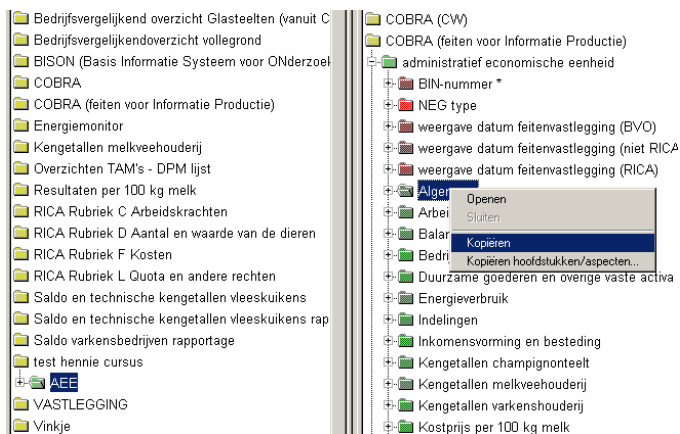 Bedrijfsvergelijkend overzicht Glasteelten (vanuit C
Bedrijfsvergelijkendoverzicht vollegrond
BISON (Basis Informatie Systeem voor ONderzoel
COBRA
COBRA (feiten voor Informatie Productie)
Energiemonitor
Kengetallen melkveehouderij
Overzichten TAM's - DPM lijst
Resultaten per 100 kg melk
RICA Rubriek C Arbeidskrachten
RICA Rubriek D Aantal en waarde van de dieren
RICA Rubriek F Kosten
RICA Rubriek L Quota en andere rechten
Saldo en technische kengetallen vleeskuikens
Saldo en technische kengetallen vleeskuikens rap
Saldo varkensbedrijven rapportage
test hennie cursus
AEE
VASTLEGGING
Vinkje
COBRA (CW)
COBRA (feiten voor Informatie Productie)
administratief economische eenheid
BIN-nummer *
NEG type
weergave datum feitenvastlegging (BVO)
weergave datum feitenvastlegging (niet RICA
weergave datum feitenvastlegging (RICA)
Alge
Openen
Arbei
Sluiten
Balar
Kopiëren
Bedri
Kopiëren hoofdstukken/aspecten...
Duurzame goederen en overige vaste activa
Energieverbruik
Indelingen
Inkomensvorming en besteding
Kengetallen champignonteelt
Kengetallen melkveehouderij
Kengetallen varkenshouderij
Kostprijs per 100 kg melk